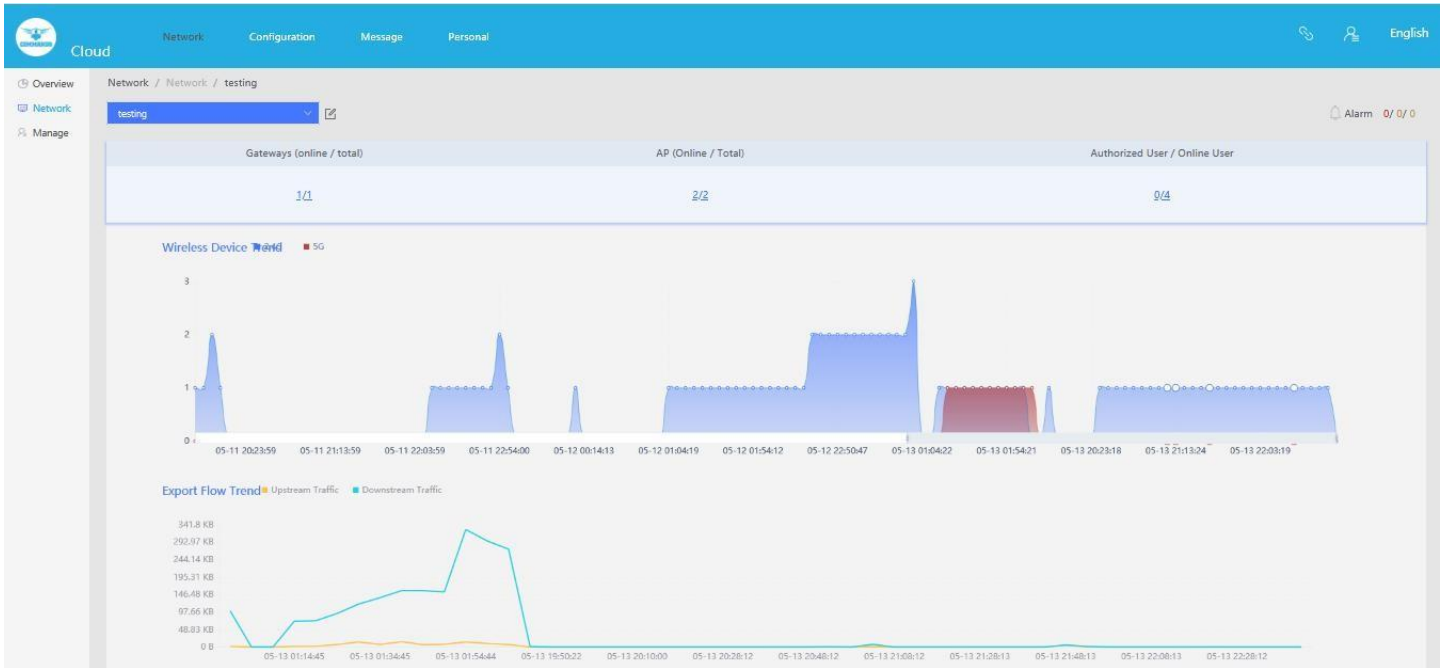 COMMANDO
Cloud
Network Configuration Message Personal English
Overview
Network
Manage
Network / Network / testing
testing
Alarm 0/ 0/ 0
Gateways (online / total) AP (Online / Total) Authorized User / Online User
1/1 2/2 0/4
Wireless Device Trend 5G
3
2
1
0
05-11 20:23:59 05-11 21:13:59 05-11 22:03:59 05-11 22:54:00 05-12 00:14:13 05-12 01:04:19 05-12 01:54:12 05-12 22:50:47 05-13 01:04:22 05-13 01:54:21 05-13 20:23:18 05-13 21:13:24 05-13 22:03:19
Export Flow Trend Upstream Traffic Downstream Traffic
341.8 KB
292.97 KB
244.14 KB
195.31 KB
146.48 KB
97.66 KB
48.83 KB
0 B
05-13 01:14:45 05-13 01:34:45 05-13 01:54:44 05-13 19:50:22 05-13 20:10:00 05-13 20:28:12 05-13 20:48:12 05-13 21:08:12 05-13 21:28:13 05-13 21:48:13 05-13 22:08:13 05-13 22:28:12